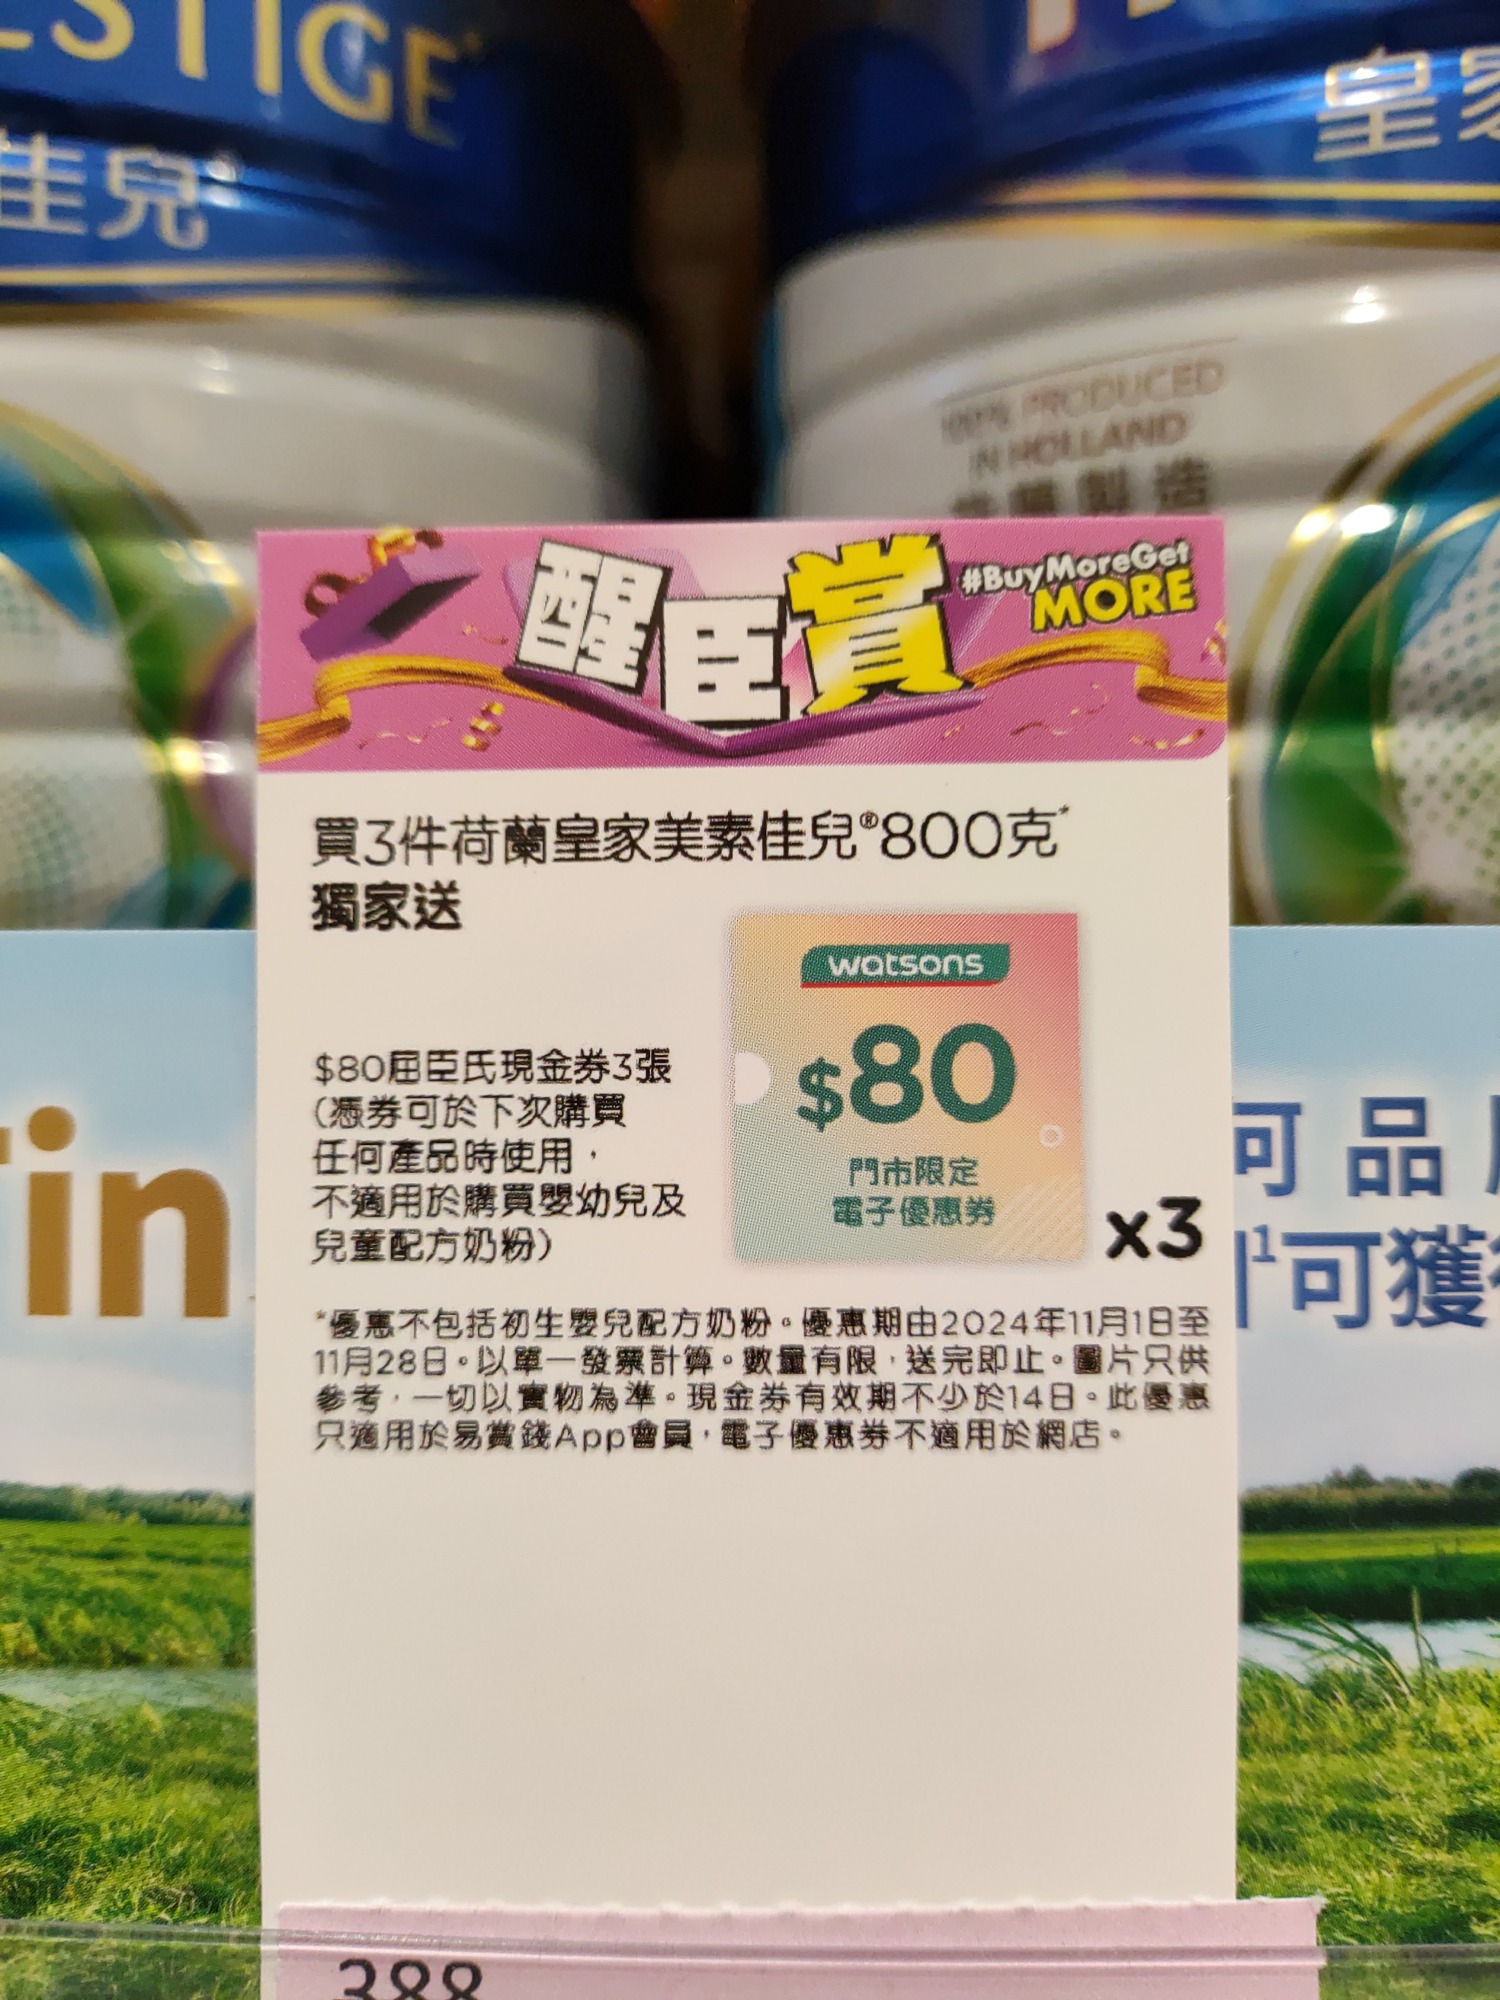 STIGE
佳兒
皇家
100% PRODUCED
IN HOLLAND
製造
醒臣賞
#BuyMoreGet
MORE
買3件荷蘭皇家美素佳兒®800克*
獨家送
watsons
$80
門市限定
電子優惠券
x3
$80屈臣氏現金券3張
(憑券可於下次購買
任何產品時使用，
不適用於購買嬰幼兒及
兒童配方奶粉)
*優惠不包括初生嬰兒配方奶粉。優惠期由2024年11月1日至
11月28日。以單一發票計算。數量有限，送完即止。圖片只供
參考，一切以實物為準。現金券有效期不少於14日。此優惠
只適用於易賞錢App會員，電子優惠券不適用於網店。
in
何品
1可獲
388